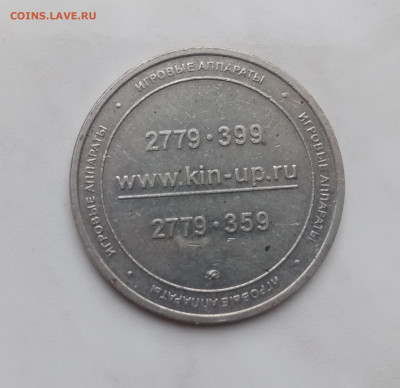 COINS.LAVE.RU
ИГРОВЫЕ АППАРАТЫ • ИГРОВЫЕ АППАРАТЫ • ИГРОВЫЕ АППАРАТЫ • ИГРОВЫЕ АППАРАТЫ •
2779•399
www.kin-up.ru
2779•359